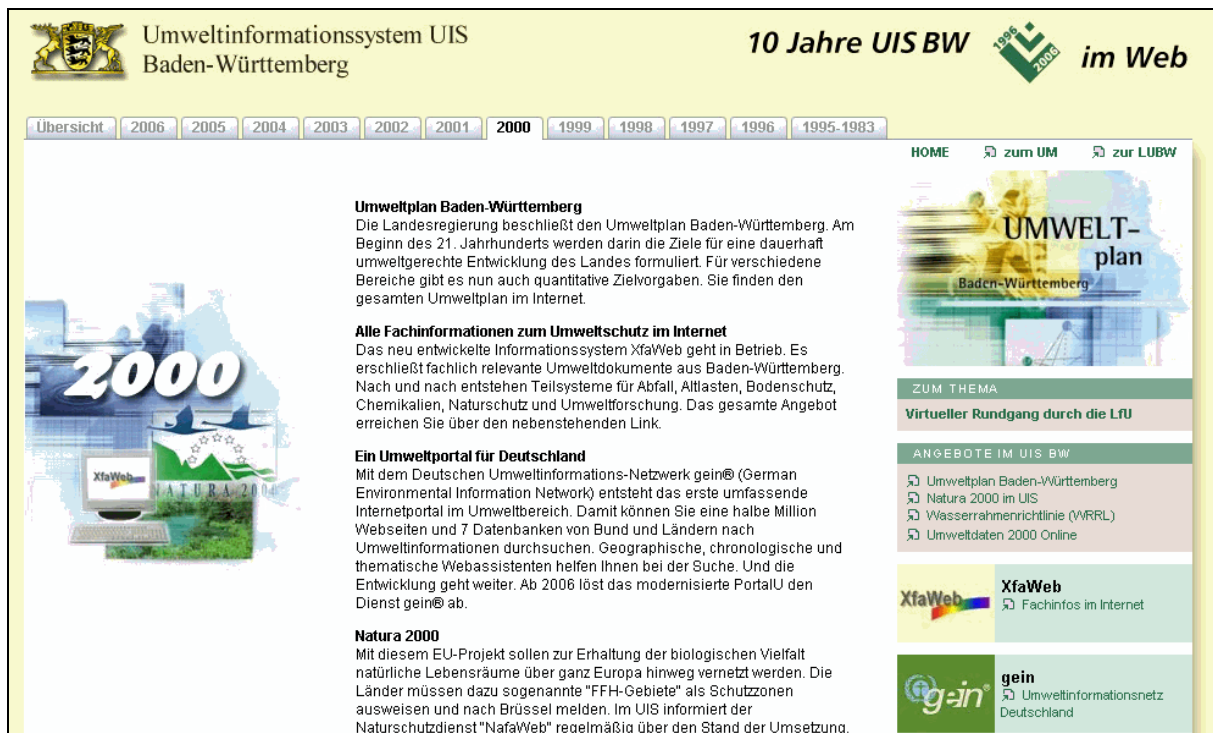 Umweltinformationssystem UIS
Baden-Württemberg
10 Jahre UIS BW
1996
2006
im Web
Übersicht 2006 2005 2004 2003 2002 2001 2000 1999 1998 1997 1996 1995-1983
HOME zum UM zur LUBW
2000
XfaWeb
NATURA 2000
Umweltplan Baden-Württemberg
Die Landesregierung beschließt den Umweltplan Baden-Württemberg. Am
Beginn des 21. Jahrhunderts werden darin die Ziele für eine dauerhaft
umweltgerechte Entwicklung des Landes formuliert. Für verschiedene
Bereiche gibt es nun auch quantitative Zielvorgaben. Sie finden den
gesamten Umweltplan im Internet.
Alle Fachinformationen zum Umweltschutz im Internet
Das neu entwickelte Informationssystem XfaWeb geht in Betrieb. Es
erschließt fachlich relevante Umweltdokumente aus Baden-Württemberg.
Nach und nach entstehen Teilsysteme für Abfall, Altlasten, Bodenschutz,
Chemikalien, Naturschutz und Umweltforschung. Das gesamte Angebot
erreichen Sie über den nebenstehenden Link.
Ein Umweltportal für Deutschland
Mit dem Deutschen Umweltinformations-Netzwerk gein® (German
Environmental Information Network) entsteht das erste umfassende
Internetportal im Umweltbereich. Damit können Sie eine halbe Million
Webseiten und 7 Datenbanken von Bund und Ländern nach
Umweltinformationen durchsuchen. Geographische, chronologische und
thematische Webassistenten helfen Ihnen bei der Suche. Und die
Entwicklung geht weiter. Ab 2006 löst das modernisierte PortalU den
Dienst gein® ab.
Natura 2000
Mit diesem EU-Projekt sollen zur Erhaltung der biologischen Vielfalt
natürliche Lebensräume über ganz Europa hinweg vernetzt werden. Die
Länder müssen dazu sogenannte "FFH-Gebiete" als Schutzzonen
ausweisen und nach Brüssel melden. Im UIS informiert der
Naturschutzdienst "NafaWeb" regelmäßig über den Stand der Umsetzung.
UMWELT-
plan
Baden-Württemberg
ZUM THEMA
Virtueller Rundgang durch die LfU
ANGEBOTE IM UIS BW
Umweltplan Baden-Württemberg
Natura 2000 im UIS
Wasserrahmenrichtlinie (WRRL)
Umweltdaten 2000 Online
XfaWeb
XfaWeb
Fachinfos im Internet
gein®
gein
Umweltinformationsnetz
Deutschland